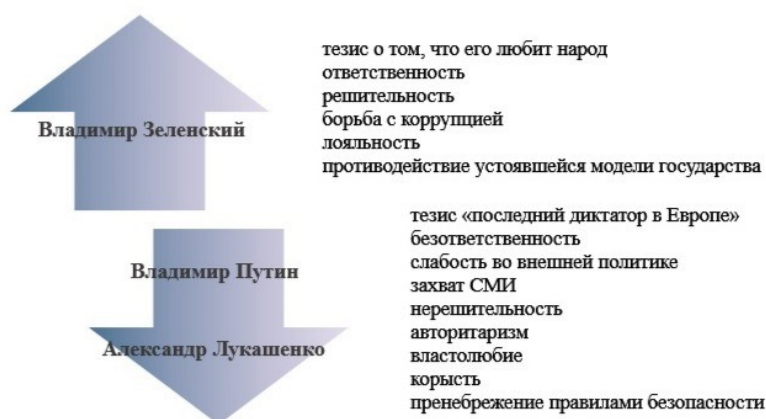 тезис о том, что его любит народ
ответственность
решительность
борьба с коррупцией
лояльность
противодействие устоявшейся модели государства
Владимир Зеленский
тезис «последний диктатор в Европе»
безответственность
слабость во внешней политике
захват СМИ
нерешительность
авторитаризм
властолюбие
корысть
пренебрежение правилами безопасности
Владимир Путин
Александр Лукашенко